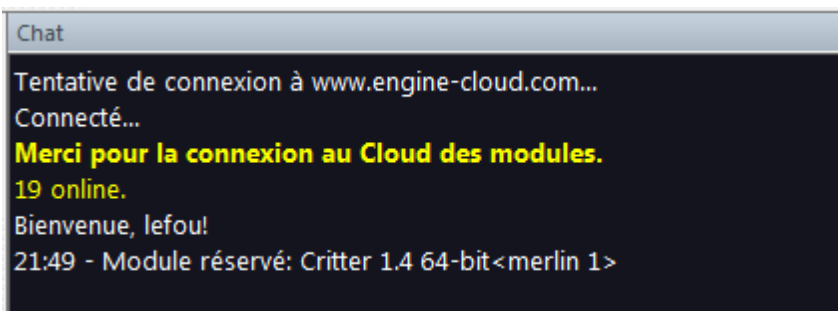 Chat
Tentative de connexion à www.engine-cloud.com...
Connecté...
Merci pour la connexion au Cloud des modules.
19 online.
Bienvenue, lefou!
21:49 - Module réservé: Critter 1.4 64-bit<merlin 1>